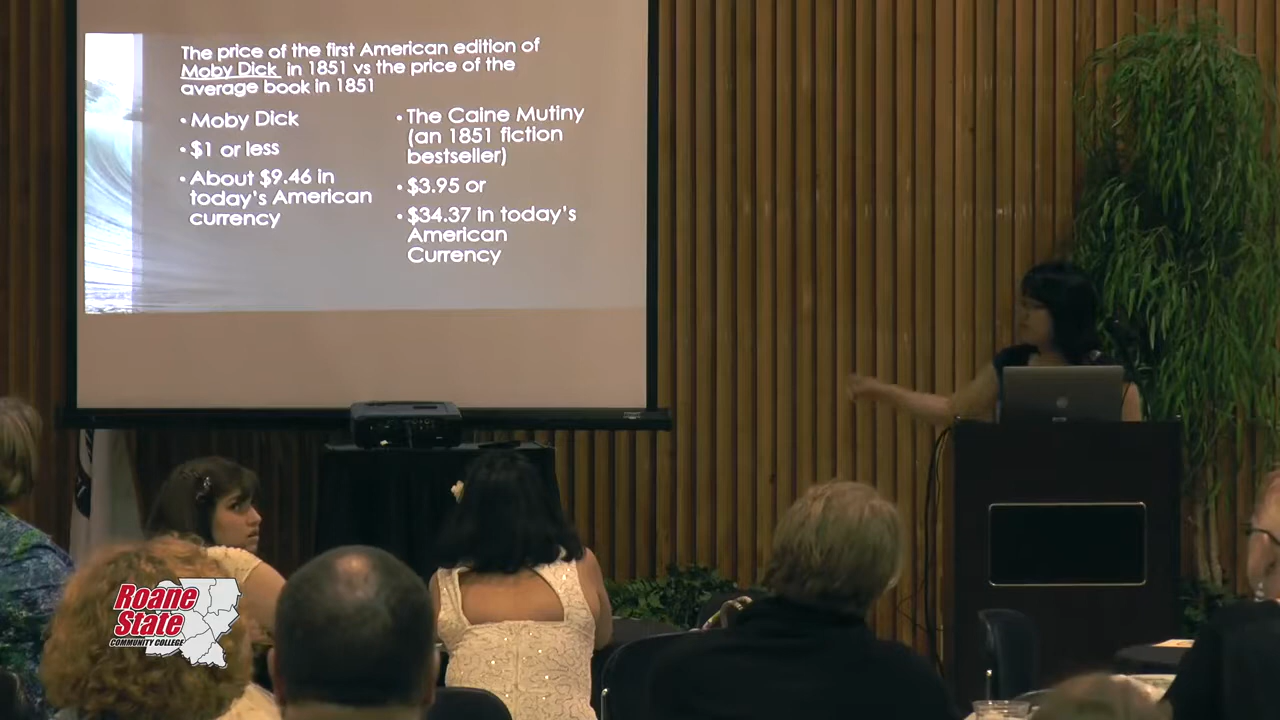 The price of the first American edition of
Moby Dick in 1851 vs the price of the
average book in 1851
• Moby Dick
• $1 or less
• About $9.46 in
today's American
currency
• The Caine Mutiny
(an 1851 fiction
bestseller)
• $3.95 or
• $34.37 in today's
American
Currency
Roane
State
COMMUNITY COLLEGE